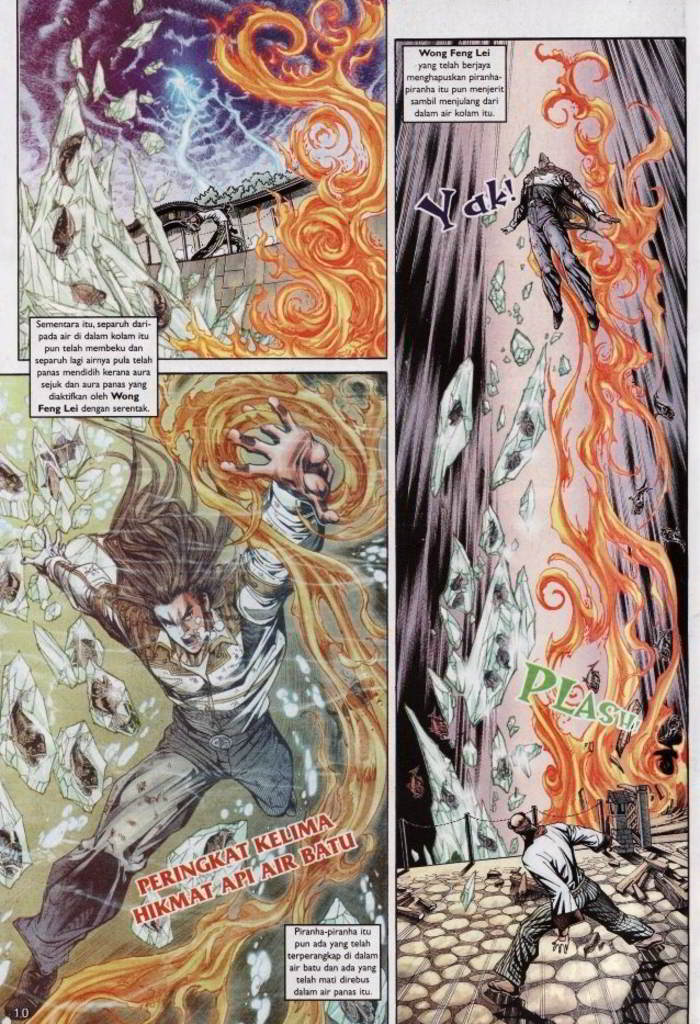 Sementara itu, separuh dari-
pada air di dalam kolam itu
pun telah membeku dan
separuh lagi airnya pula telah
panas mendidih kerana aura
sejuk dan aura panas yang
diaktifkan oleh Wong
Feng Lei dengan serentak.
PERINGKAT KELIMA
HIKMAT API AIR BATU
Piranha-piranha itu
pun ada yang telah
terperangkap di dalam
air batu dan ada yang
telah mati direbus
dalam air panas itu.
10
Wong Feng Lei
yang telah berjaya
menghapuskan piranha-
piranha itu pun menjerit
sambil menjulang dari
dalam air kolam itu.
Yak!
PLASH